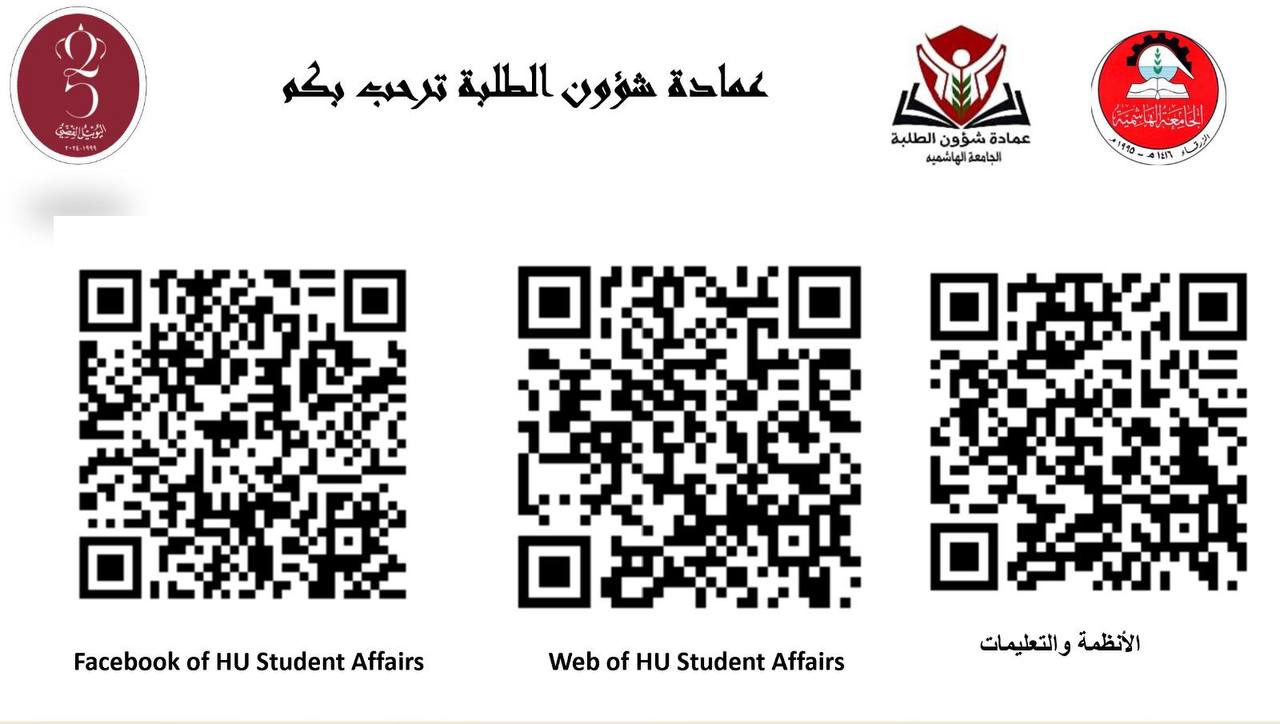 عمادة شؤون الطلبة ترحب بكم
عمادة شؤون الطلبة
الجامعة الهاشميه
الجامعة الهاشمية
الزرقاء ١٤١٦ هـ - ١٩٩٥ م
25
اليوبيل الفضي
١٩٩٩-٢٠٢٤
Facebook of HU Student Affairs
Web of HU Student Affairs
الأنظمة والتعليمات